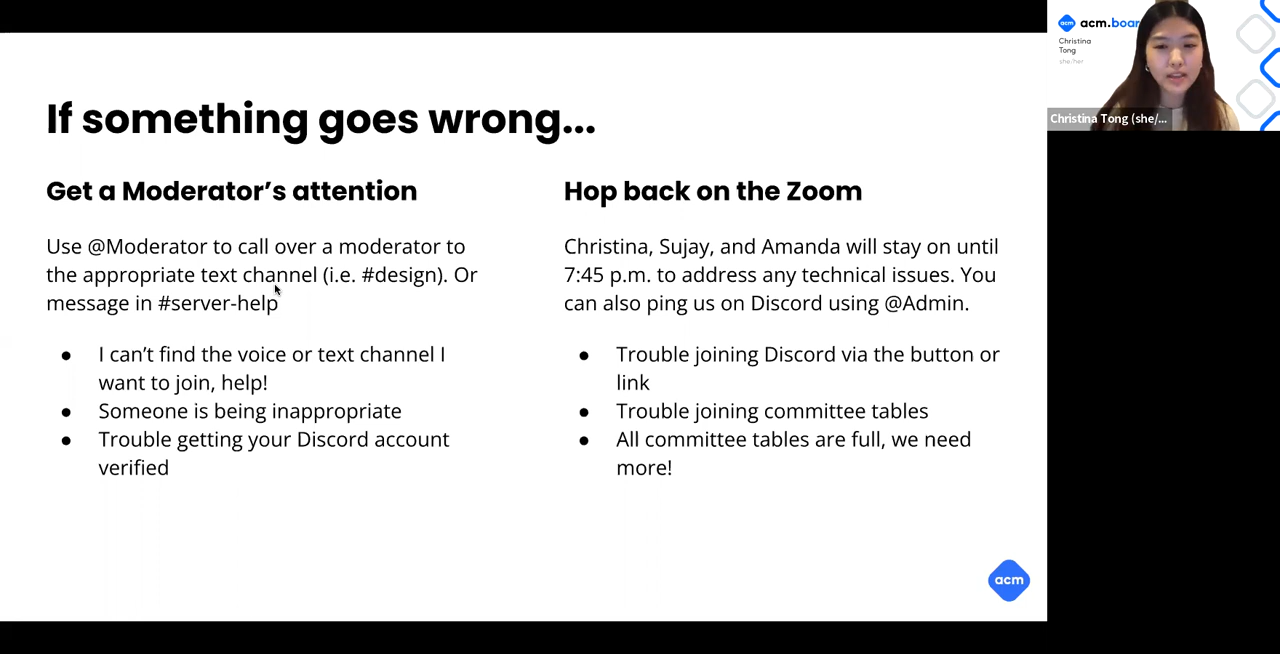 If something goes wrong...
Get a Moderator’s attention
Use @Moderator to call over a moderator to
the appropriate text channel (i.e. #design). Or
message in #server-help
● I can’t find the voice or text channel I
want to join, help!
● Someone is being inappropriate
● Trouble getting your Discord account
verified
Hop back on the Zoom
Christina, Sujay, and Amanda will stay on until
7:45 p.m. to address any technical issues. You
can also ping us on Discord using @Admin.
● Trouble joining Discord via the button or
link
● Trouble joining committee tables
● All committee tables are full, we need
more!
acm
acm acm.boar
Christina
Tong
she/her
Christina Tong (she/...